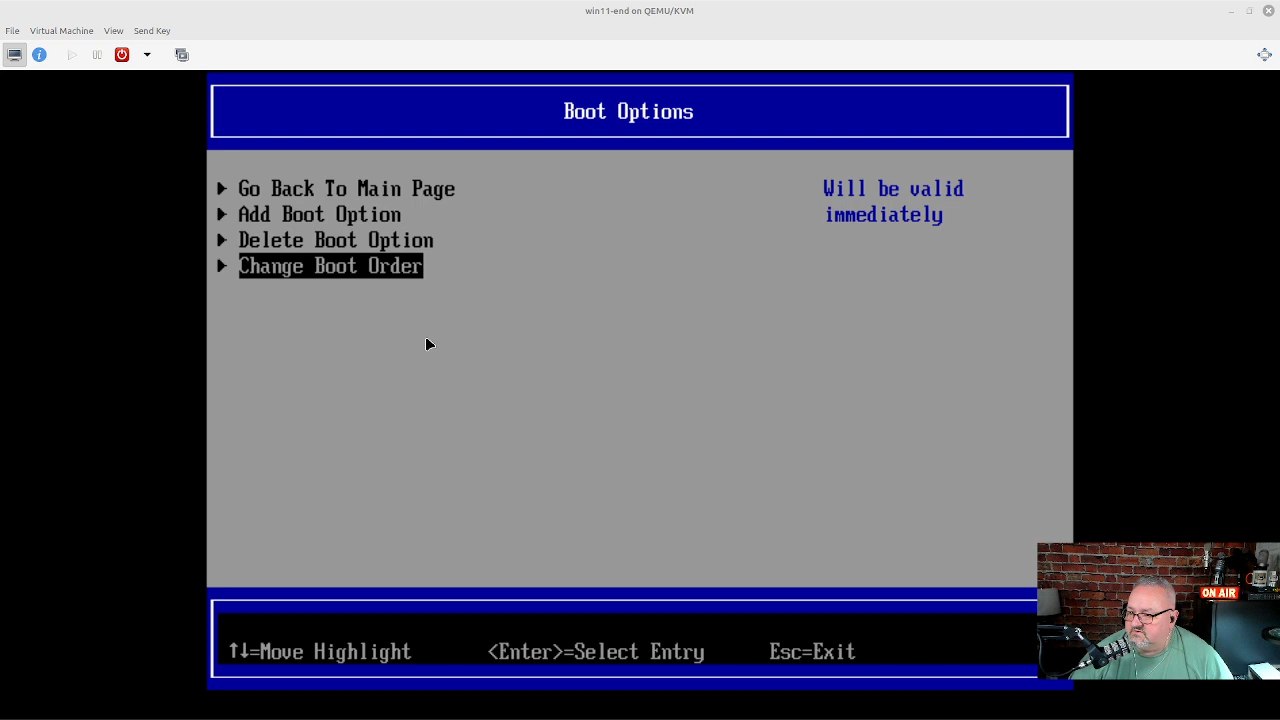 win11-end on QEMU/KVM
File Virtual Machine View Send Key
Boot Options
Go Back To Main Page
Add Boot Option
Delete Boot Option
Change Boot Order
Will be valid
immediately
↑↓=Move Highlight <Enter>=Select Entry Esc=Exit
ON AIR